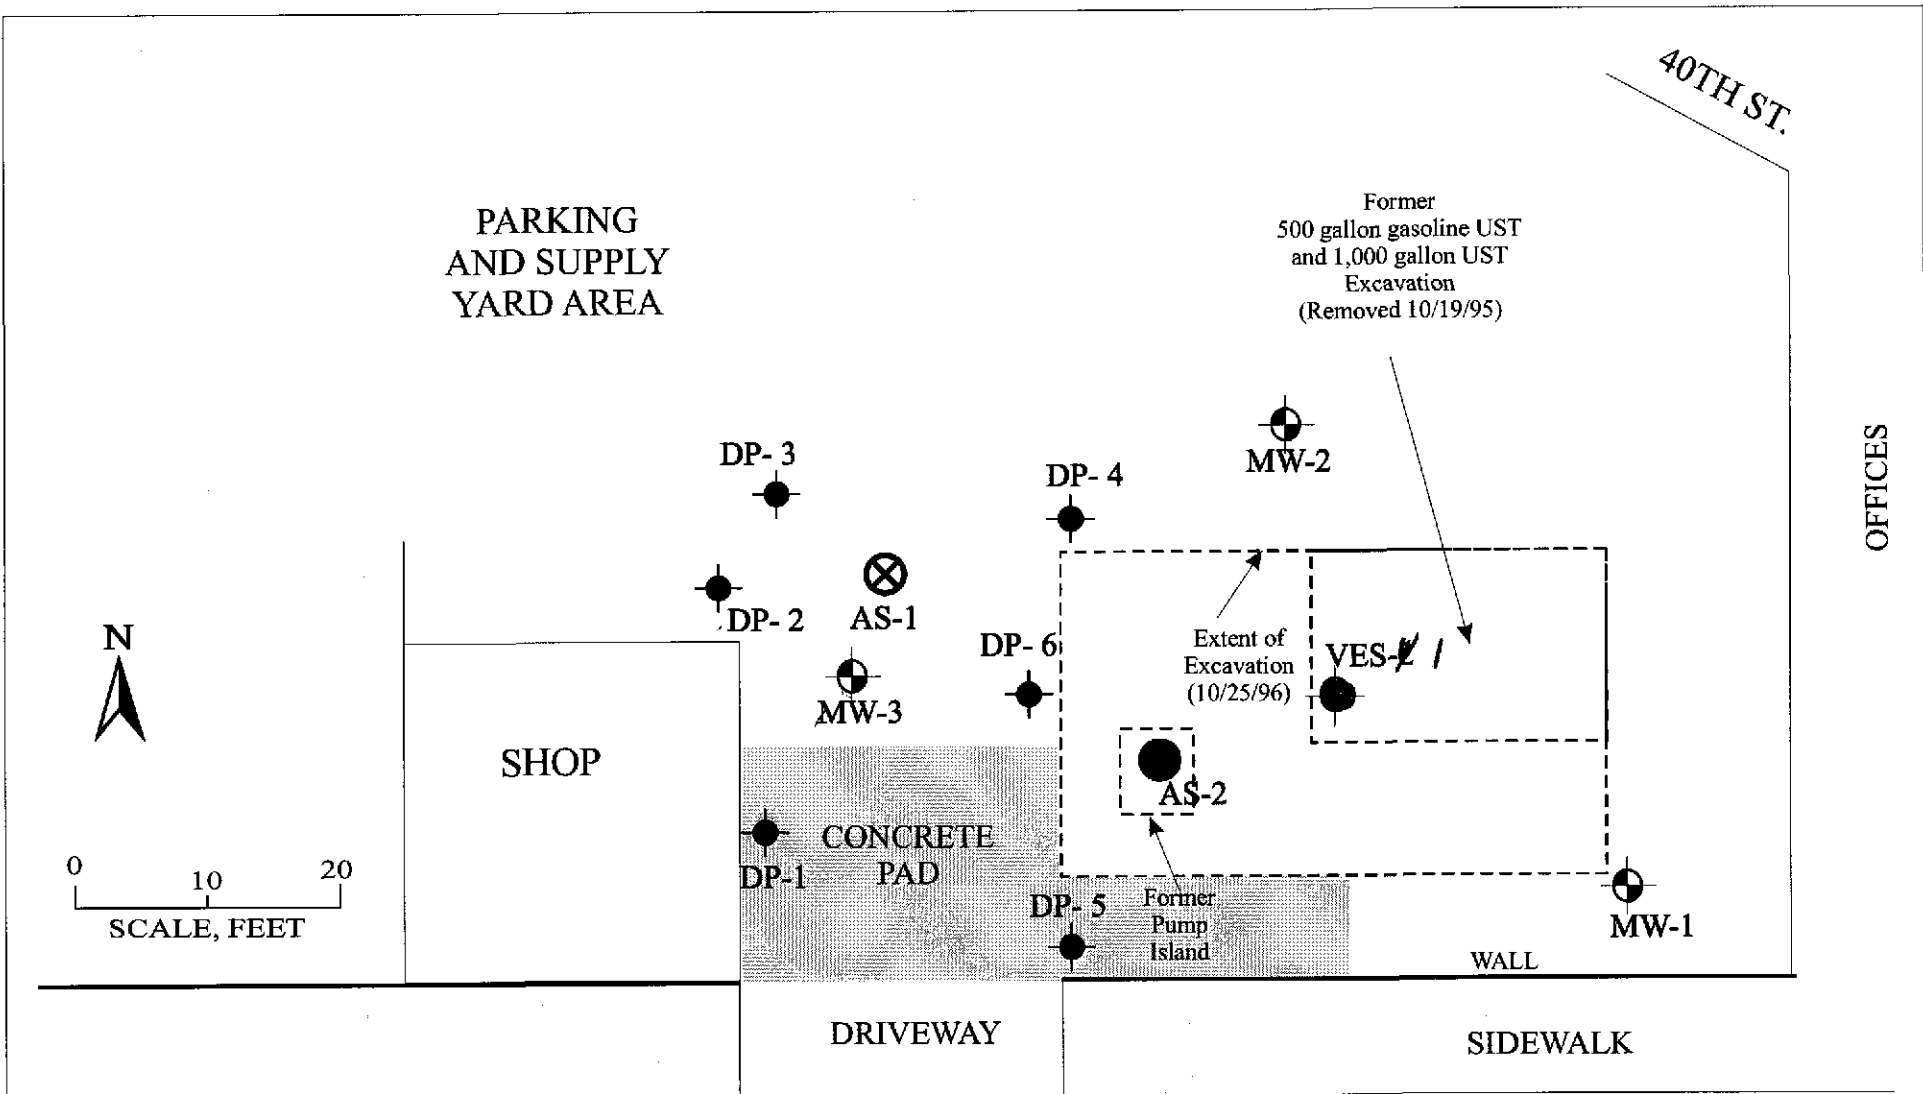 40TH ST.
PARKING
AND SUPPLY
YARD AREA
Former
500 gallon gasoline UST
and 1,000 gallon UST
Excavation
(Removed 10/19/95)
OFFICES
MW-2
DP- 3
DP- 4
DP- 2
AS-1
DP- 6
Extent of
Excavation
(10/25/96)
VES- 1
N
MW-3
SHOP
AS-2
CONCRETE
PAD
DP-1
0 10 20
SCALE, FEET
DP- 5
Former
Pump
Island
MW-1
WALL
DRIVEWAY
SIDEWALK